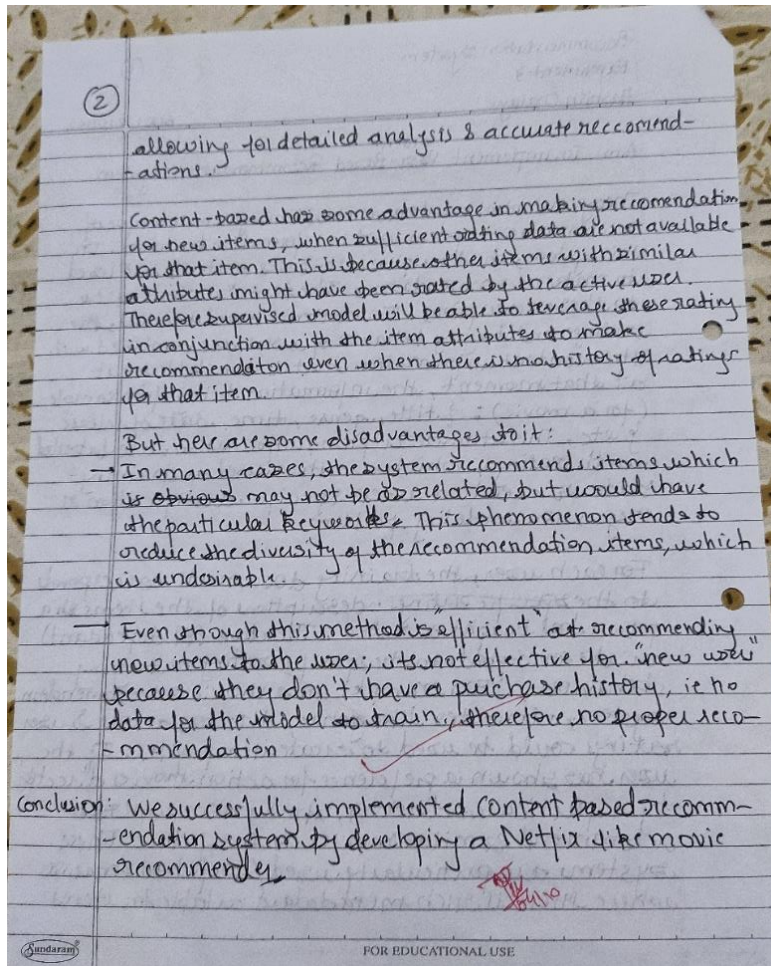 2
allowing for detailed analysis & accurate reccomend-
-ations.
Content-based has some advantage in making reccomendation
for new items, when sufficient rating data are not available
for that item. This is because other items with similar
attributes might have been rated by the active user.
Therefore supervised model will be able to leverage these rating
in conjunction with the item attributes to make
recommendaiton even when there is no history of ratings
for that item.
But here are some disadvantages to it:
→ In many cases, the system reccommends items which
is obvious may not be as related, but would have
the particular keywords. This phenomenon tends to
reduce the diversity of the recommendation items, which
is undesirable.
→ Even though this method is "efficient" at recommending
new items to the user; its not effective for "new user"
because they don't have a purchase history, ie no
data for the model to train, therefore no proper reco-
-mmendation
Conclusion: We successfully implemented content based recomm-
-endation system by developing a Netflix like movie
recommender
Sundaram FOR EDUCATIONAL USE